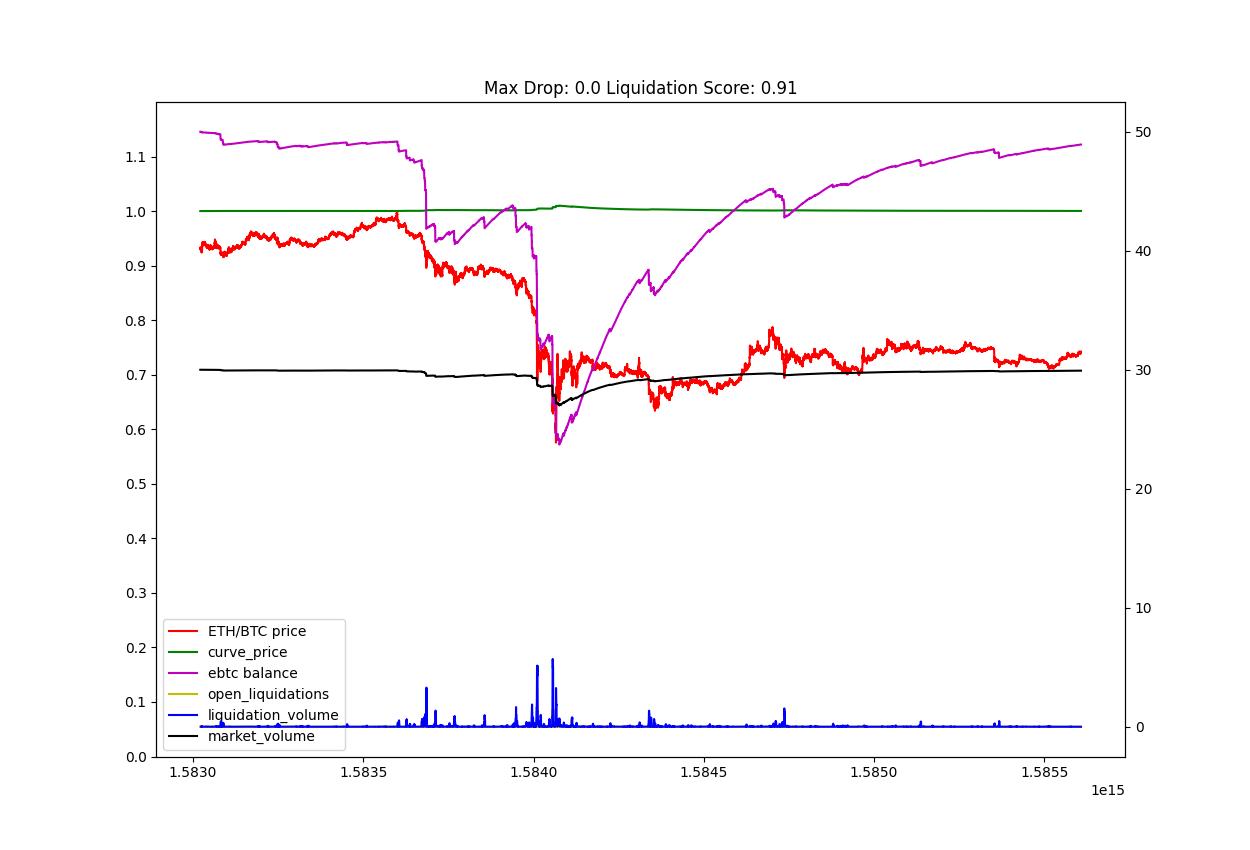 Max Drop: 0.0 Liquidation Score: 0.91
1.1
1.0
0.9
0.8
0.7
0.6
0.5
0.4
0.3
0.2
0.1
0.0
50
40
30
20
10
0
ETH/BTC price
curve_price
ebtc balance
open_liquidations
liquidation_volume
market_volume
1.5830 1.5835 1.5840 1.5845 1.5850 1.5855
1e15